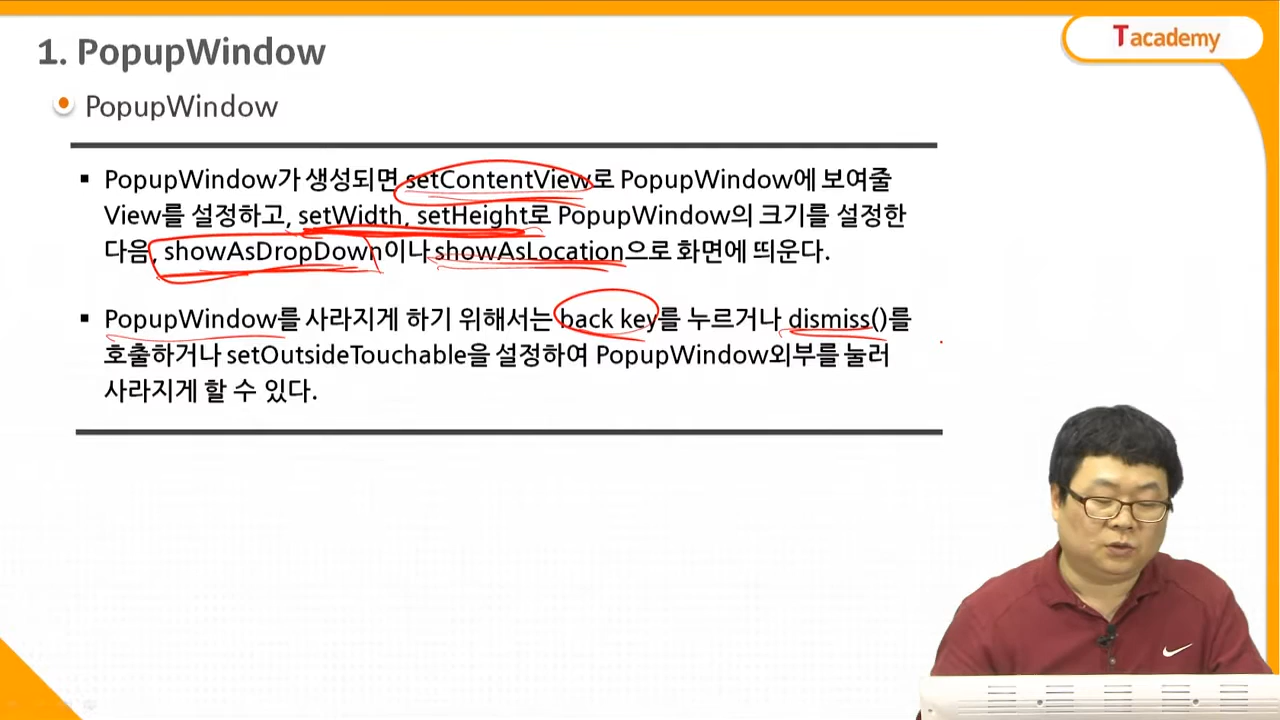 1. PopupWindow
Tacademy
PopupWindow
PopupWindow가 생성되면 setContentView로 PopupWindow에 보여줄
View를 설정하고, setWidth, setHeight로 PopupWindow의 크기를 설정한
다음, showAsDropDown이나 showAsLocation으로 화면에 띄운다.
PopupWindow를 사라지게 하기 위해서는 back key를 누르거나 dismiss()를
호출하거나 setOutsideTouchable을 설정하여 PopupWindow외부를 눌러
사라지게 할 수 있다.